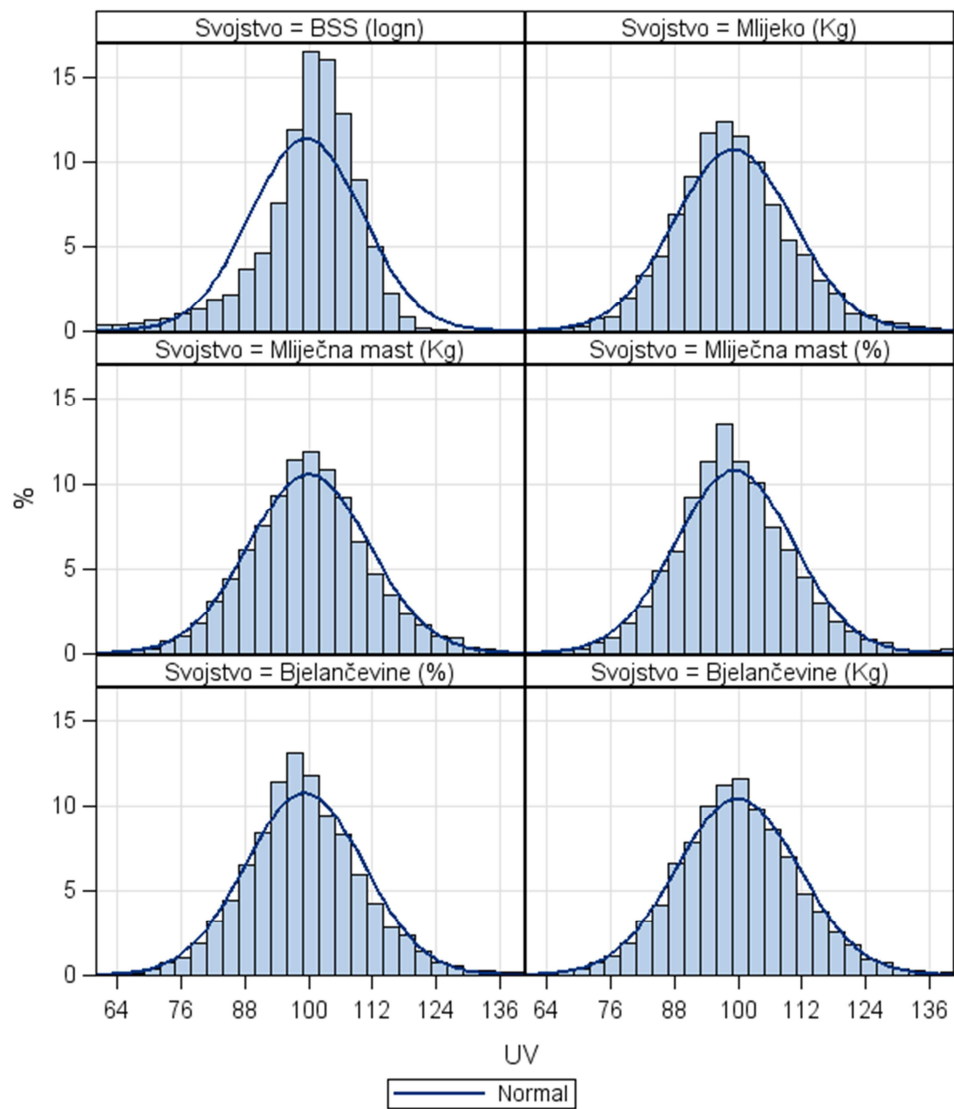 Svojstvo = BSS (logn)
Svojstvo = Mlijeko (Kg)
15
10
5
0
Svojstvo = Mliječna mast (Kg)
Svojstvo = Mliječna mast (%)
15
10
5
0
%
Svojstvo = Bjelančevine (%)
Svojstvo = Bjelančevine (Kg)
15
10
5
0
64 76 88 100 112 124 136
64 76 88 100 112 124 136
UV
Normal